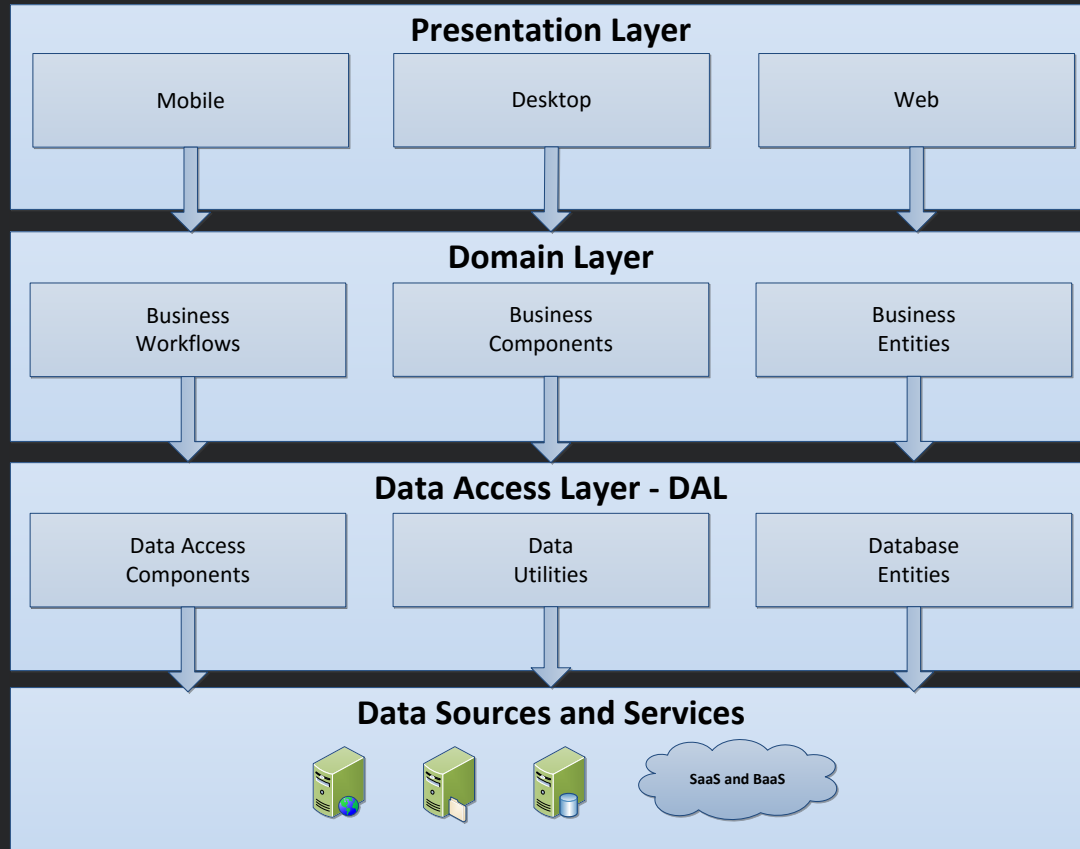 Presentation Layer
Mobile
Desktop
Web
Domain Layer
Business
Workflows
Business
Components
Business
Entities
Data Access Layer - DAL
Data Access
Components
Data
Utilities
Database
Entities
Data Sources and Services
SaaS and BaaS